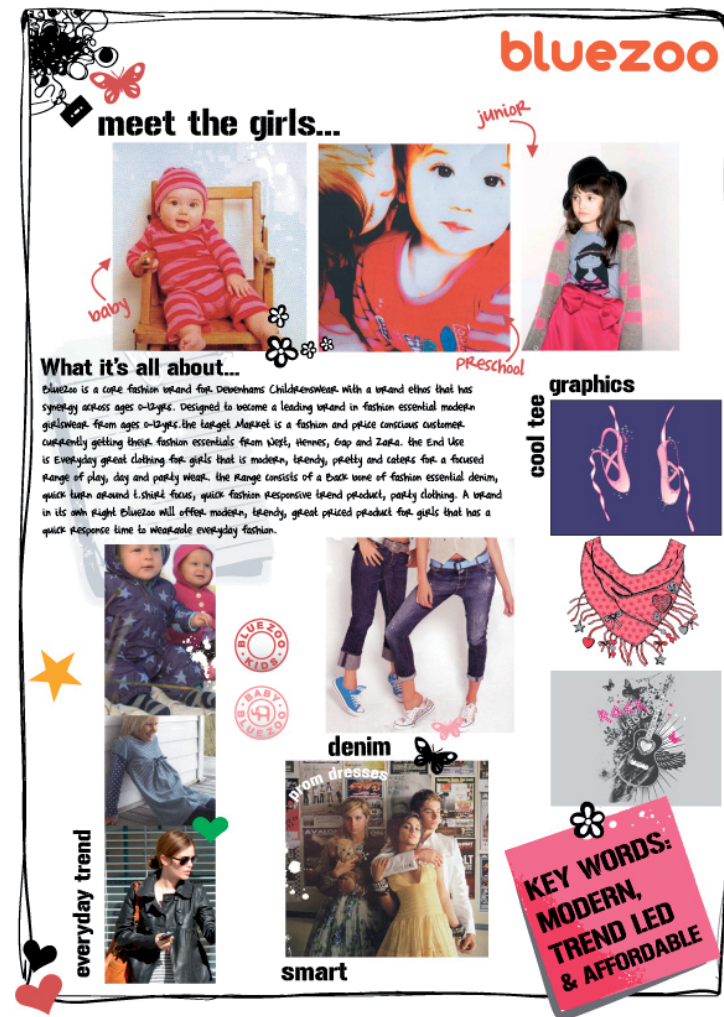 bluezoo
meet the girls...
junior
baby
preschool
What it's all about...
Bluezoo is a core fashion brand for Debenhams Childrenswear with a brand ethos that has
synergy across ages 0-12yrs. Designed to become a leading brand in fashion essential modern
girlswear from ages 0-12yrs. the target Market is a fashion and price conscious customer
currently getting their fashion essentials from Next, Hennes, Gap and Zara. the End Use
is Everyday great clothing for girls that is modern, trendy, pretty and caters for a focused
range of play, day and party wear. the range consists of a Back bone of fashion essential denim,
quick turn around t.shirt focus, quick fashion responsive trend product, party clothing. A brand
in its own right Bluezoo will offer modern, trendy, great priced product for girls that has a
quick response time to wearable everyday fashion.
cool tee graphics
BLUEZOO
KIDS
BABY
BLUEZOO
denim
ROCK
prom dresses
AVALON
everyday trend
smart
KEY WORDS:
MODERN,
TREND LED
& AFFORDABLE